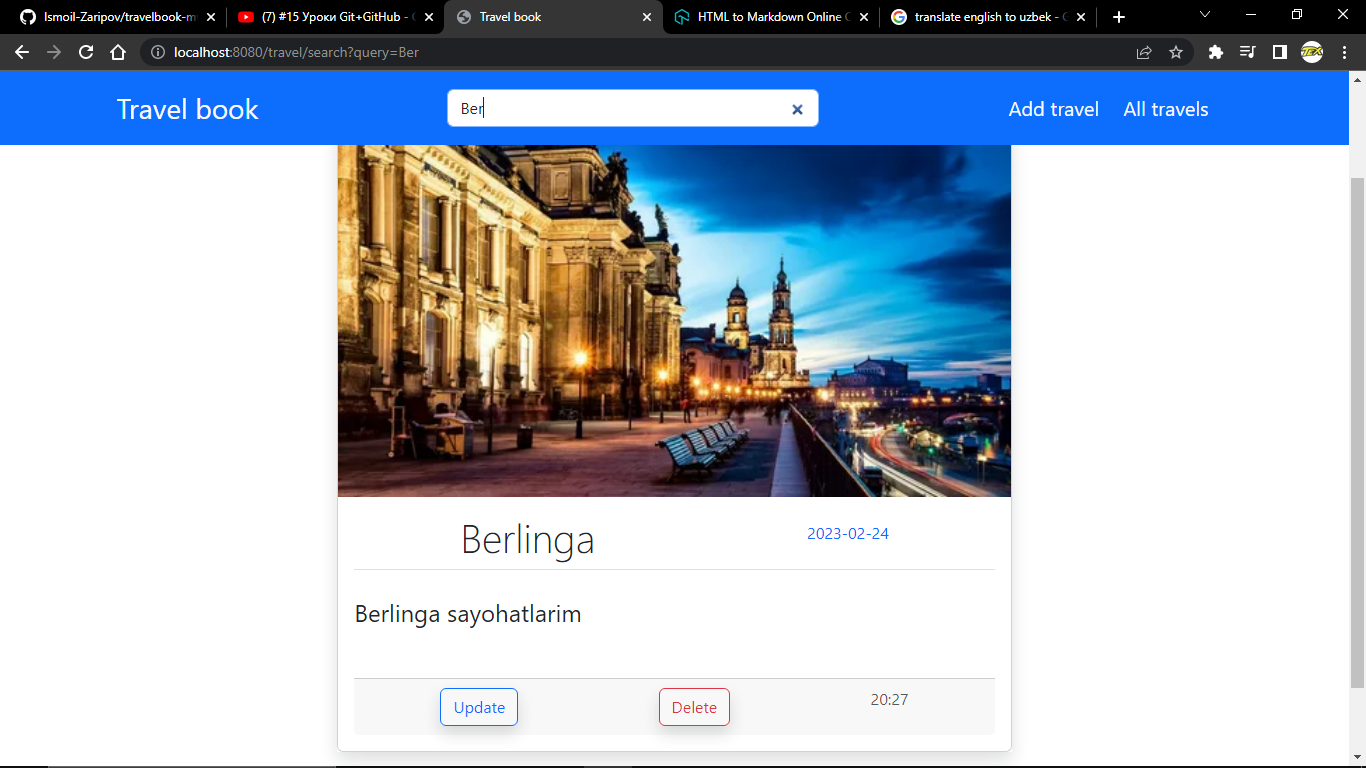 Ismoil-Zaripov/travelbook-m
(7) #15 Уроки Git+GitHub -
Travel book
HTML to Markdown Online
translate english to uzbek -
localhost:8080/travel/search?query=Ber
Travel book
Ber
Add travel
All travels
Berlinga
2023-02-24
Berlinga sayohatlarim
Update
Delete
20:27